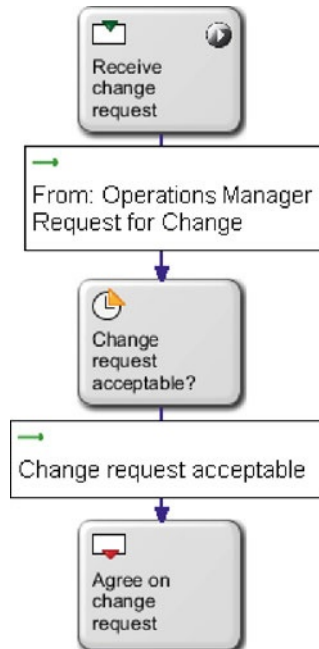 Receive
change
request
From: Operations Manager
Request for Change
Change
request
acceptable?
Change request acceptable
Agree on
change
request